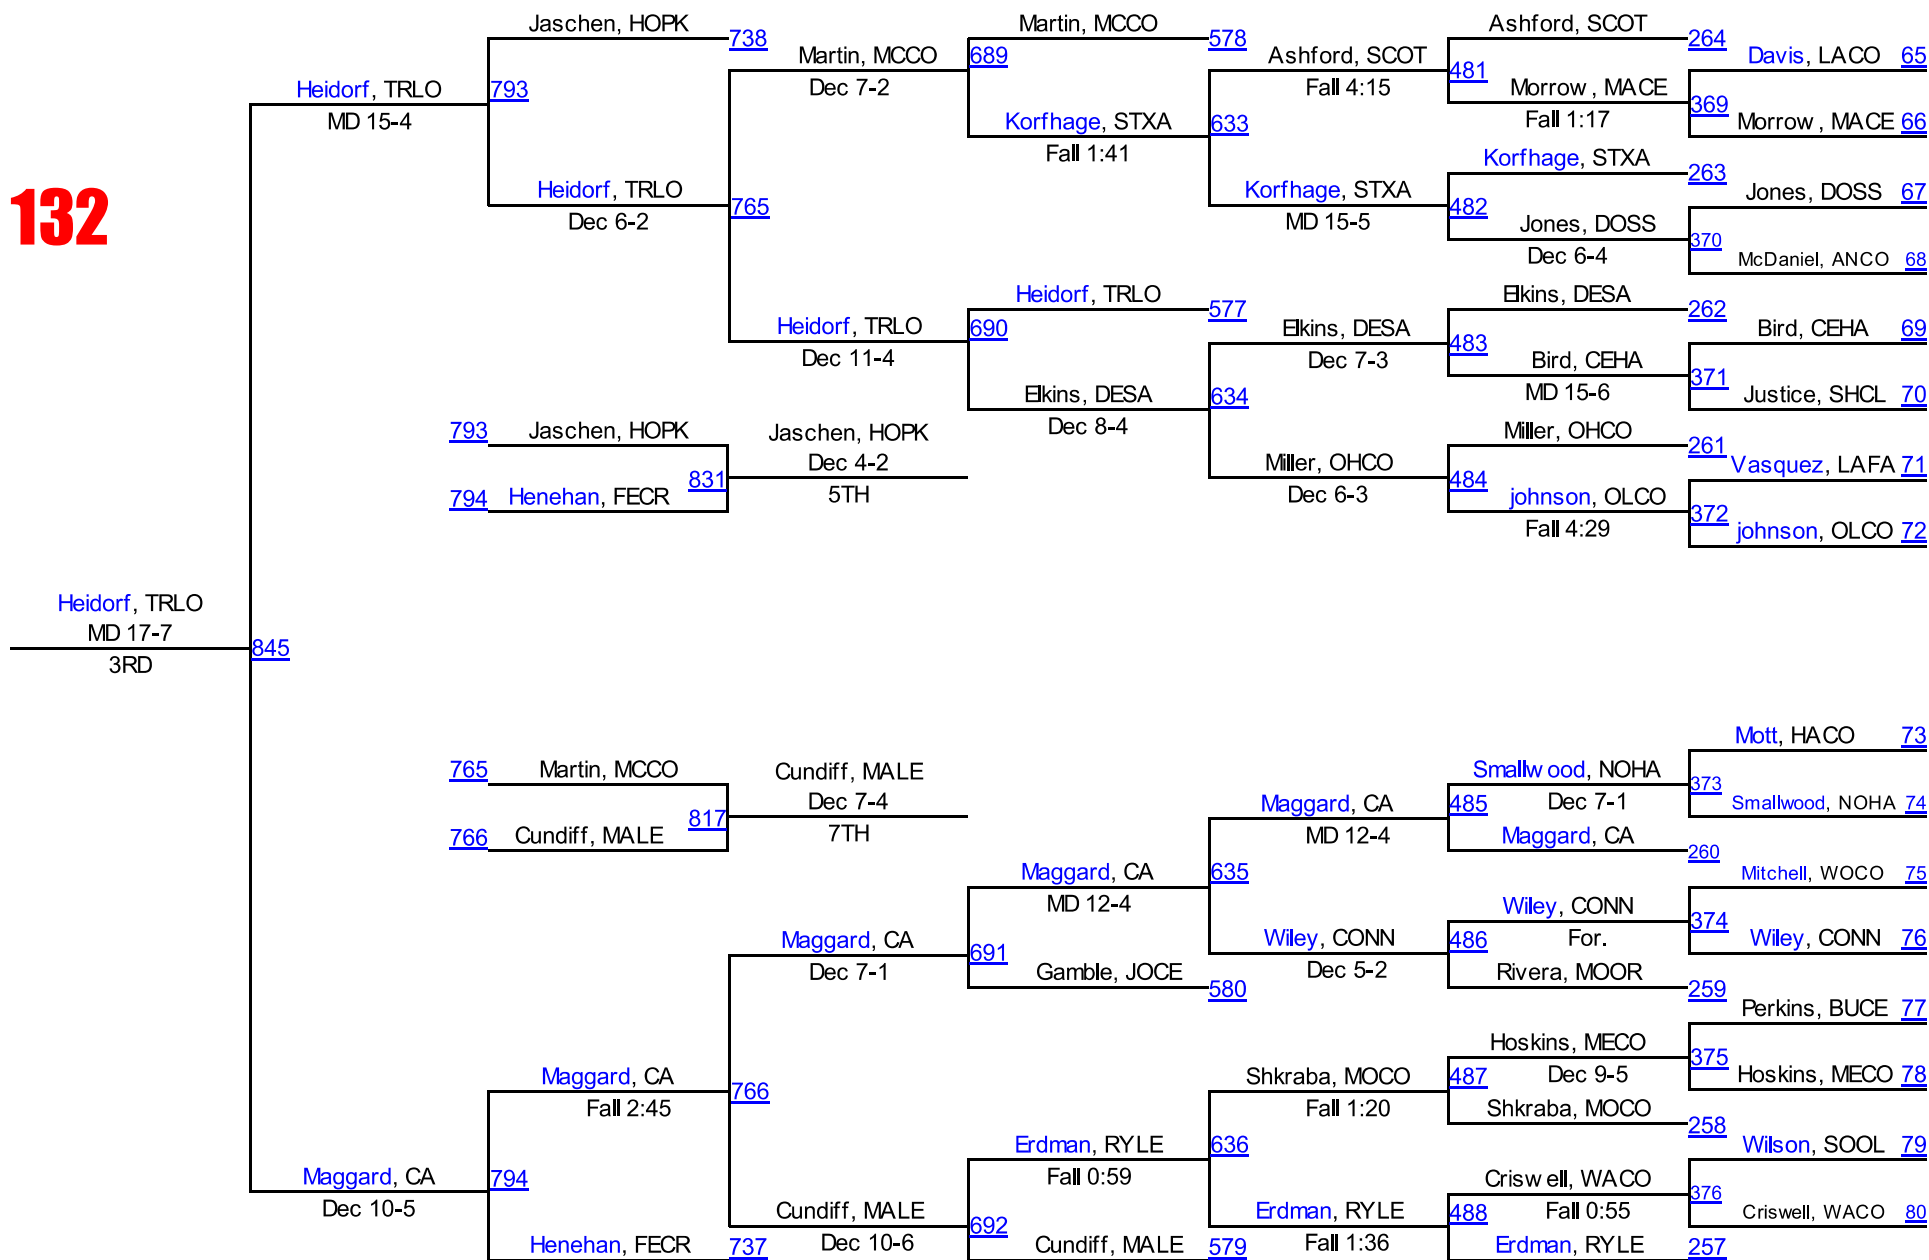 132
Jaschen, HOPK
738
Martin, MCCO
578
Ashford, SCOT
264
Davis, LACO 65
Martin, MCCO
689
Dec 7-2
Ashford, SCOT
481
Fall 4:15
Morrow , MACE
369
Fall 1:17
Morrow , MACE 66
Heidorf, TRLO
793
MD 15-4
Korfhage, STXA
633
Fall 1:41
Korfhage, STXA
263
Jones, DOSS 67
Heidorf, TRLO
765
Dec 6-2
Korfhage, STXA
482
MD 15-5
Jones, DOSS
370
Dec 6-4
McDaniel, ANCO 68
Heidorf, TRLO
577
Elkins, DESA
262
Bird, CEHA 69
Heidorf, TRLO
690
Dec 11-4
Elkins, DESA
483
Dec 7-3
Bird, CEHA
371
MD 15-6
Justice, SHCL 70
Elkins, DESA
634
Dec 8-4
793 Jaschen, HOPK
Jaschen, HOPK
Dec 4-2
831
5TH
794 Henehan, FECR
Miller, OHCO
261
Vasquez, LAFA 71
Miller, OHCO
484
Dec 6-3
johnson, OLCO
372
Fall 4:29
johnson, OLCO 72
Heidorf, TRLO
MD 17-7
845
3RD
Mott, HACO 73
765 Martin, MCCO
Cundiff, MALE
Dec 7-4
817
7TH
766 Cundiff, MALE
Smallwood, NOHA
373
Dec 7-1
Smallwood, NOHA 74
Maggard, CA
485
MD 12-4
Maggard, CA
260
Mitchell, WOCO 75
Maggard, CA
635
MD 12-4
Wiley, CONN
374
For.
Wiley, CONN 76
Maggard, CA
691
Dec 7-1
Wiley, CONN
486
Dec 5-2
Gamble, JOCE
580
Rivera, MOOR
259
Perkins, BUCE 77
Hoskins, MECO
375
Dec 9-5
Hoskins, MECO 78
Maggard, CA
766
Fall 2:45
Shkraba, MOCO
487
Fall 1:20
Shkraba, MOCO
258
Wilson, SOOL 79
Erdman, RYLE
636
Fall 0:59
Maggard, CA
794
Dec 10-5
Criswell, WACO
376
Fall 0:55
Criswell, WACO 80
Cundiff, MALE
692
Dec 10-6
Erdman, RYLE
488
Fall 1:36
Henehan, FECR 737
Cundiff, MALE 579
Erdman, RYLE 257